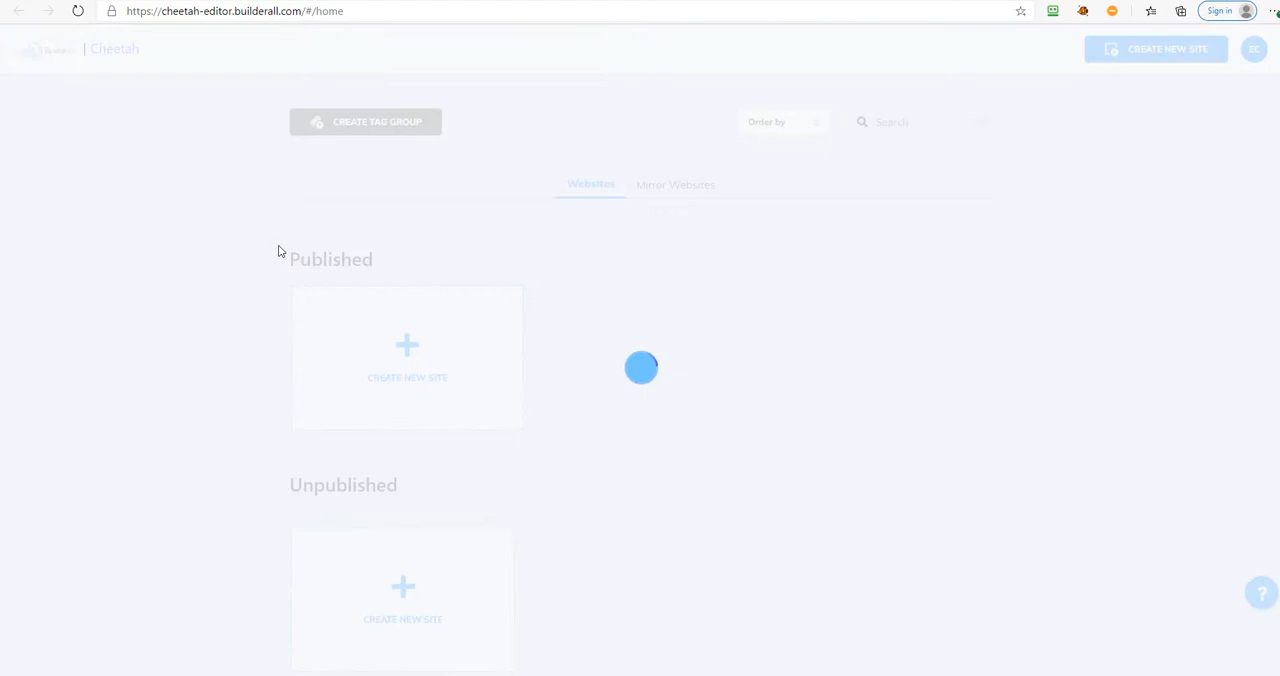 https://cheetah-editor.builderall.com/#/home
Sign in
| Cheetah
CREATE NEW SITE
EC
CREATE TAG GROUP
Order by
Search
Websites
Mirror Websites
Published
CREATE NEW SITE
Unpublished
CREATE NEW SITE
?